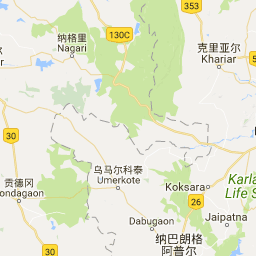 353
纳格里
Nagari
130C
克里亚尔
Khariar
30
乌马尔科泰
Umerkote
贡德冈
ondagaon
Karla
Life S
Koksara
26
Jaipatna
Dabugaon
纳巴朗格
阿普尔
30